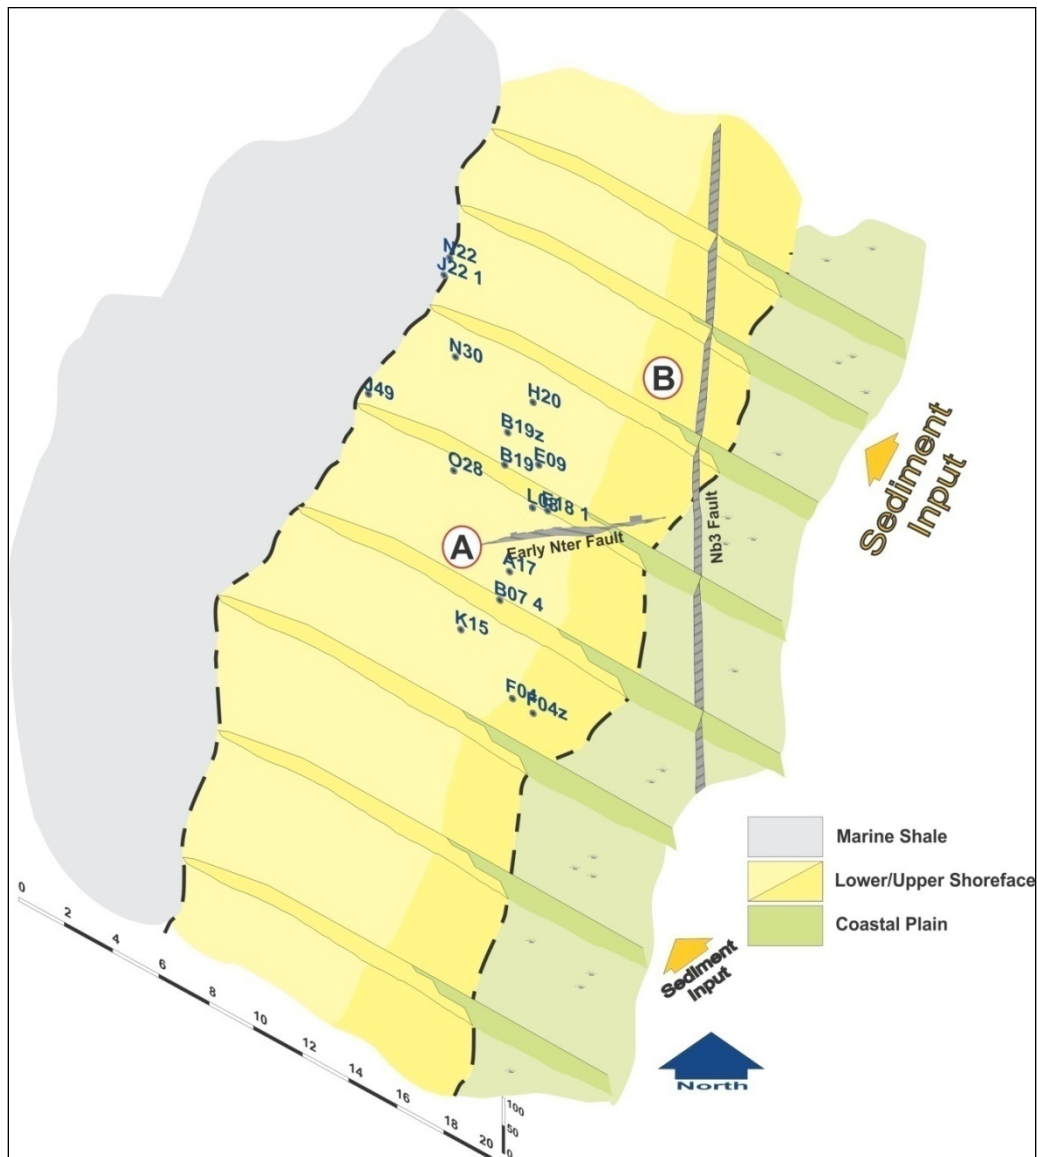 N22
J22 1
N30
J49
H20
B19z
B19
E09
O28
L08
E18 1
A
B
Early Nter Fault
Nb3 Fault
A17
B07 4
K15
F04
F04z
Sediment
Input
Marine Shale
Lower/Upper Shoreface
Coastal Plain
Sediment
Input
North
0
2
4
6
8
10
12
14
16
18
20
100
50
0